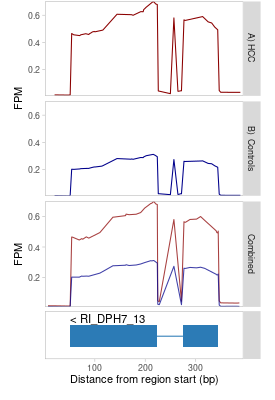 0.6
0.4
0.2
FPM
A) HCC
0.6
0.4
0.2
FPM
B) Controls
0.6
0.4
0.2
FPM
Combined
< RI_DPH7_13
100 200 300
Distance from region start (bp)